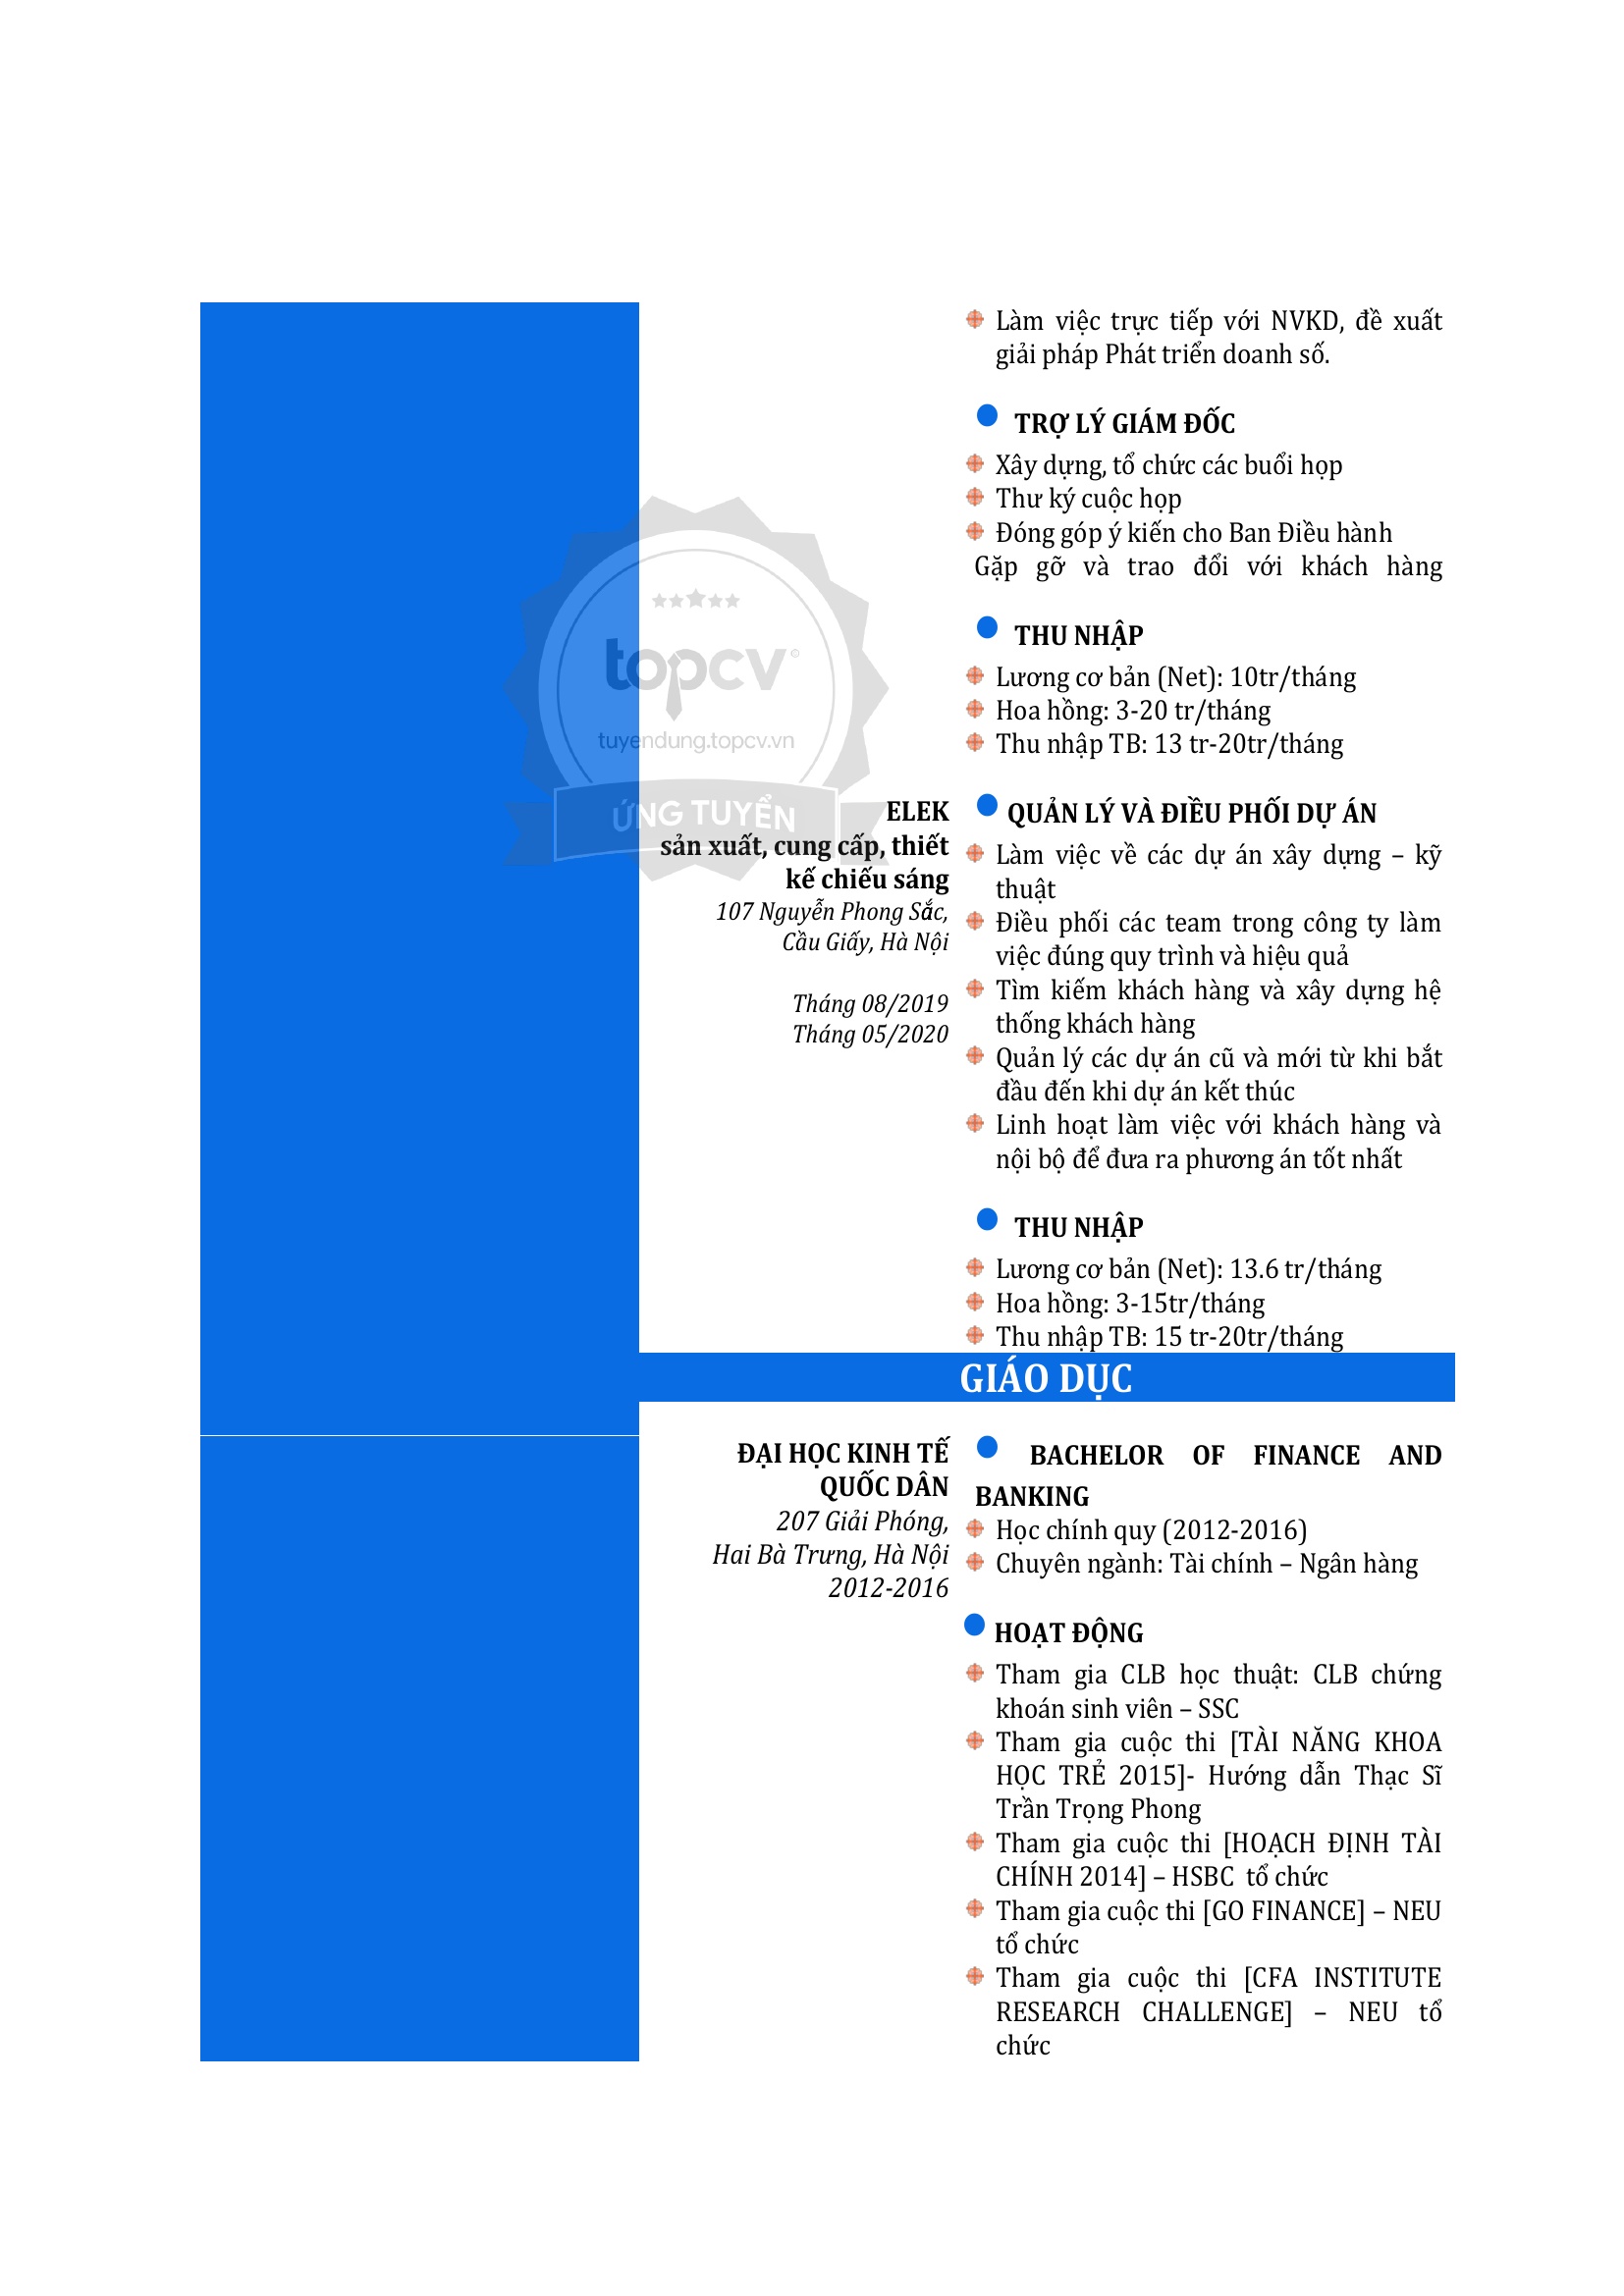 Làm việc trực tiếp với NVKD, đề xuất
giải pháp Phát triển doanh số.
TRỢ LÝ GIÁM ĐỐC
Xây dựng, tổ chức các buổi họp
Thư ký cuộc họp
Đóng góp ý kiến cho Ban Điều hành
Gặp gỡ và trao đổi với khách hàng
THU NHẬP
Lương cơ bản (Net): 10tr/tháng
Hoa hồng: 3-20 tr/tháng
Thu nhập TB: 13 tr-20tr/tháng
topcv
tuyendung.topcv.vn
ỨNG TUYỂN
ELEK
sản xuất, cung cấp, thiết
kế chiếu sáng
107 Nguyễn Phong Sắc,
Cầu Giấy, Hà Nội
Tháng 08/2019
Tháng 05/2020
QUẢN LÝ VÀ ĐIỀU PHỐI DỰ ÁN
Làm việc về các dự án xây dựng – kỹ
thuật
Điều phối các team trong công ty làm
việc đúng quy trình và hiệu quả
Tìm kiếm khách hàng và xây dựng hệ
thống khách hàng
Quản lý các dự án cũ và mới từ khi bắt
đầu đến khi dự án kết thúc
Linh hoạt làm việc với khách hàng và
nội bộ để đưa ra phương án tốt nhất
THU NHẬP
Lương cơ bản (Net): 13.6 tr/tháng
Hoa hồng: 3-15tr/tháng
Thu nhập TB: 15 tr-20tr/tháng
GIÁO DỤC
ĐẠI HỌC KINH TẾ
QUỐC DÂN
207 Giải Phóng,
Hai Bà Trưng, Hà Nội
2012-2016
BACHELOR OF FINANCE AND
BANKING
Học chính quy (2012-2016)
Chuyên ngành: Tài chính – Ngân hàng
HOẠT ĐỘNG
Tham gia CLB học thuật: CLB chứng
khoán sinh viên – SSC
Tham gia cuộc thi [TÀI NĂNG KHOA
HỌC TRẺ 2015]- Hướng dẫn Thạc Sĩ
Trần Trọng Phong
Tham gia cuộc thi [HOẠCH ĐỊNH TÀI
CHÍNH 2014] – HSBC tổ chức
Tham gia cuộc thi [GO FINANCE] – NEU
tổ chức
Tham gia cuộc thi [CFA INSTITUTE
RESEARCH CHALLENGE] – NEU tổ
chức